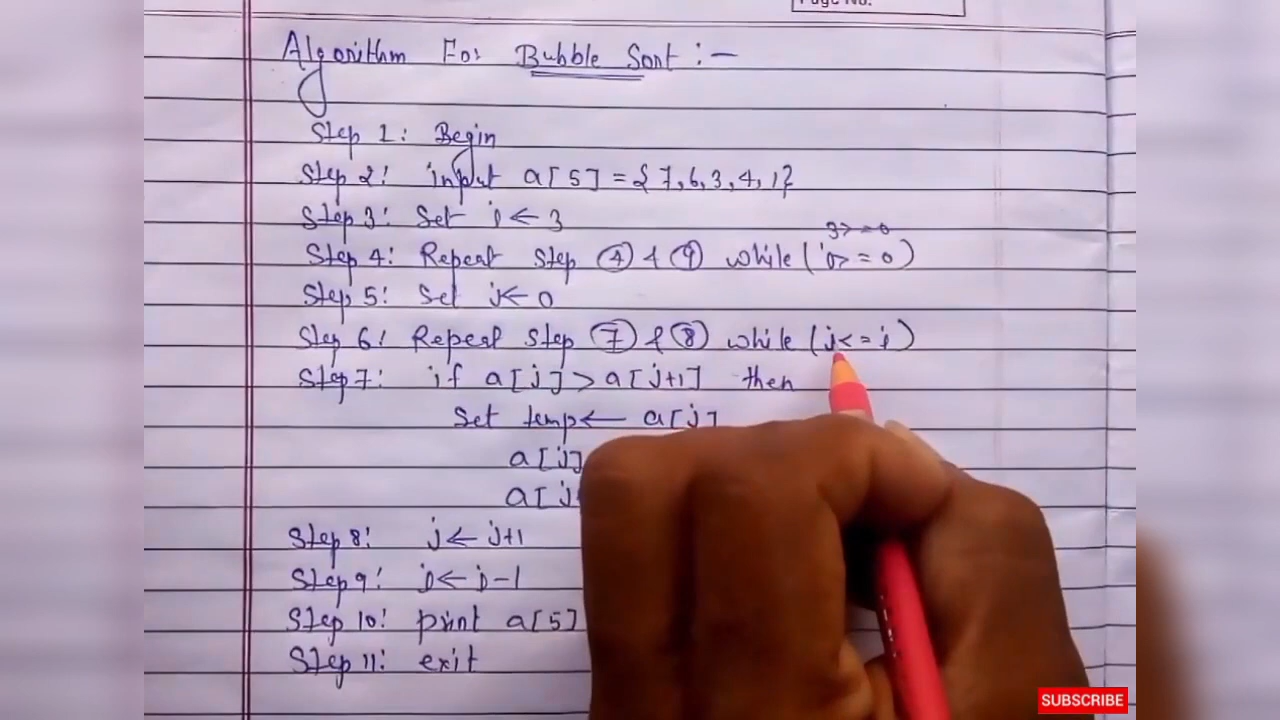 Page No.
Algorithm For Bubble Sort :-
Step 1: Begin
Step 2: input a[5] = {7,6,3,4,1}
Step 3: Set i ← 3
3>=0
Step 4: Repeat Step 4 & 9 while (i>=0)
Step 5: Set j ← 0
Step 6: Repeat Step 7 & 8 while (j<=i)
Step 7: if a[j] > a[j+1] then
Set temp ← a[j]
a[j]
a[j
Step 8: j ← j+1
Step 9: i ← i-1
Step 10: print a[5]
Step 11: exit
SUBSCRIBE